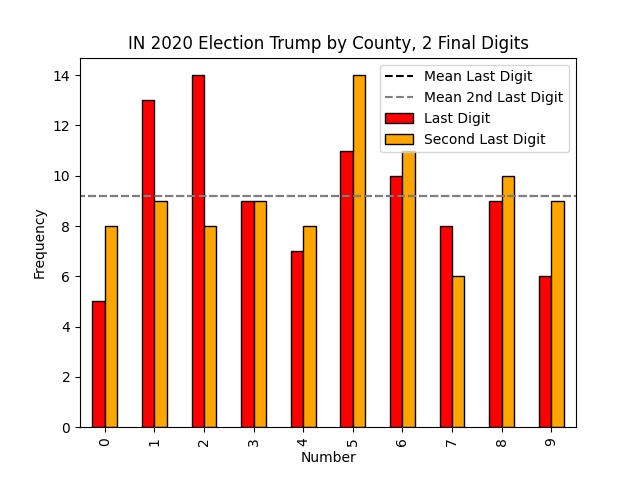 IN 2020 Election Trump by County, 2 Final Digits
Mean Last Digit
Mean 2nd Last Digit
Last Digit
Second Last Digit
14
12
10
8
6
4
2
0
Frequency
0 1 2 3 4 5 6 7 8 9
Number